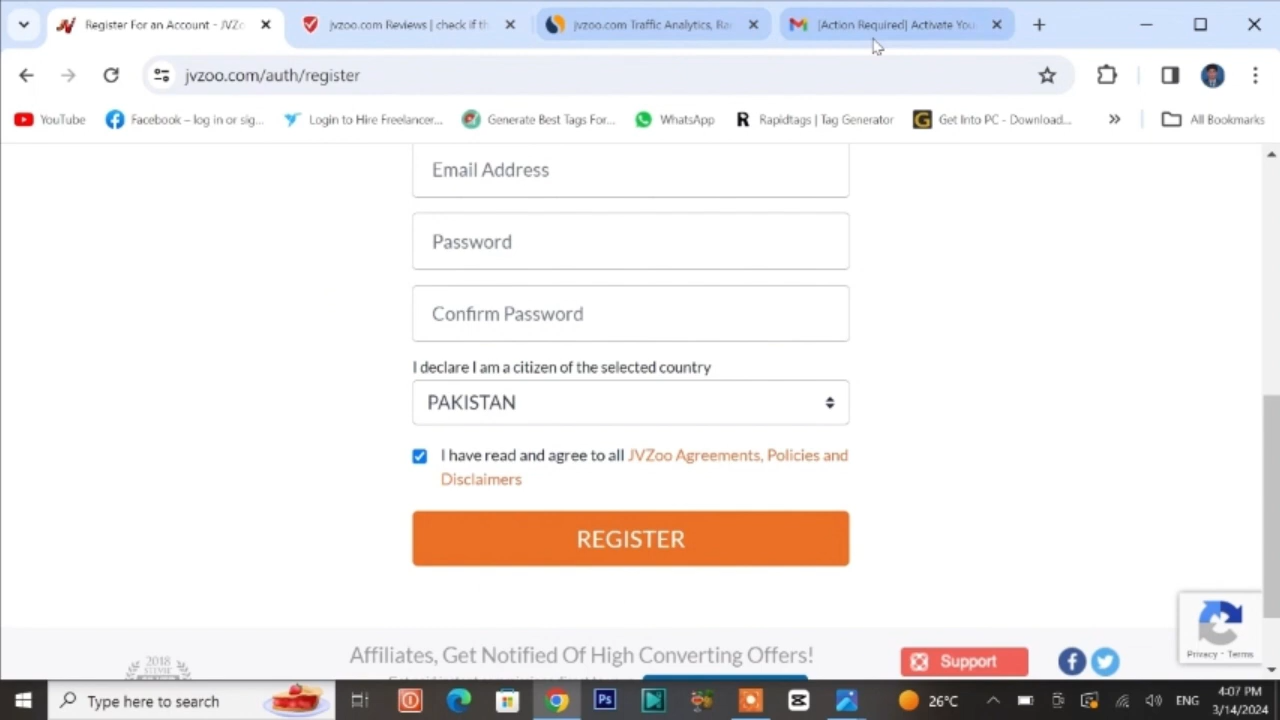 Register For an Account - JVZo
jvzoo.com Reviews | check if th
jvzoo.com Traffic Analytics, Ra
[Action Required] Activate You
jvzoo.com/auth/register
YouTube
Facebook – log in or sig...
Login to Hire Freelancer...
Generate Best Tags For...
WhatsApp
Rapidtags | Tag Generator
Get Into PC - Download...
All Bookmarks
Email Address
Password
Confirm Password
I declare I am a citizen of the selected country
PAKISTAN
I have read and agree to all JVZoo Agreements, Policies and
Disclaimers
REGISTER
Privacy - Terms
2018
Affiliates, Get Notified Of High Converting Offers!
Support
Type here to search
Ps
26°C
ENG
4:07 PM
3/14/2024